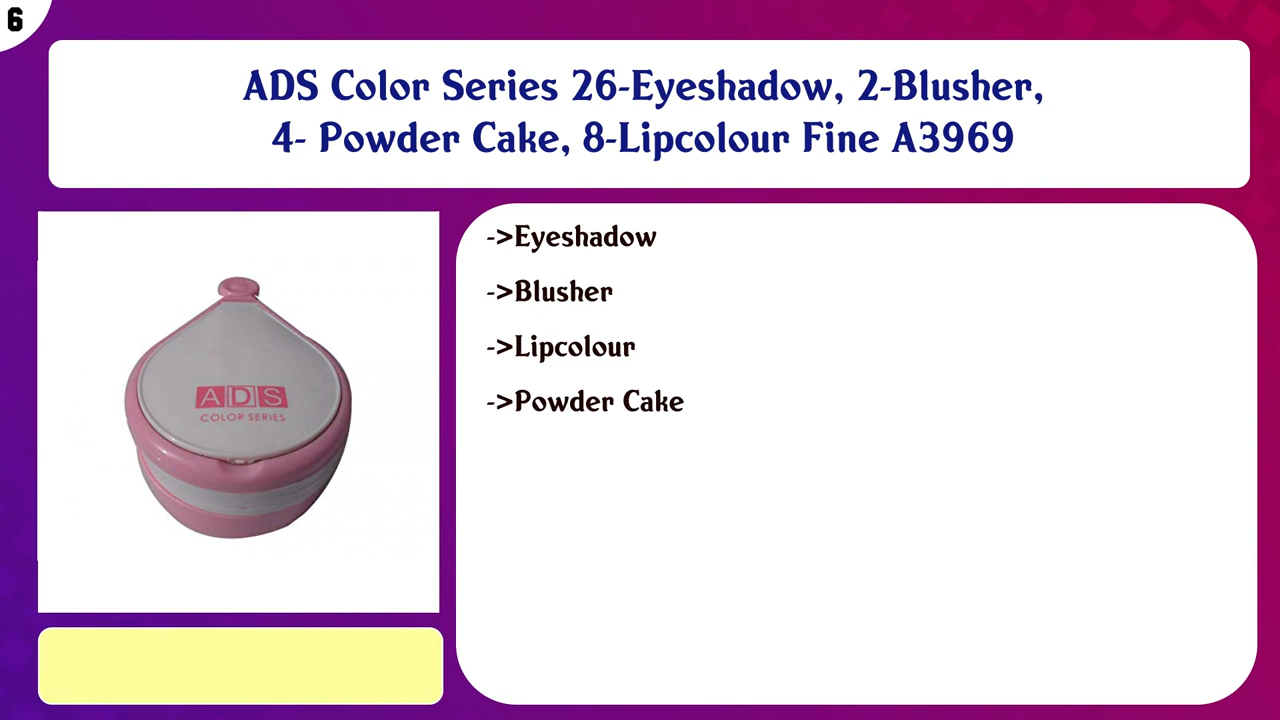 6
ADS Color Series 26-Eyeshadow, 2-Blusher,
4- Powder Cake, 8-Lipcolour Fine A3969
ADS
COLOR SERIES
->Eyeshadow
->Blusher
->Lipcolour
->Powder Cake